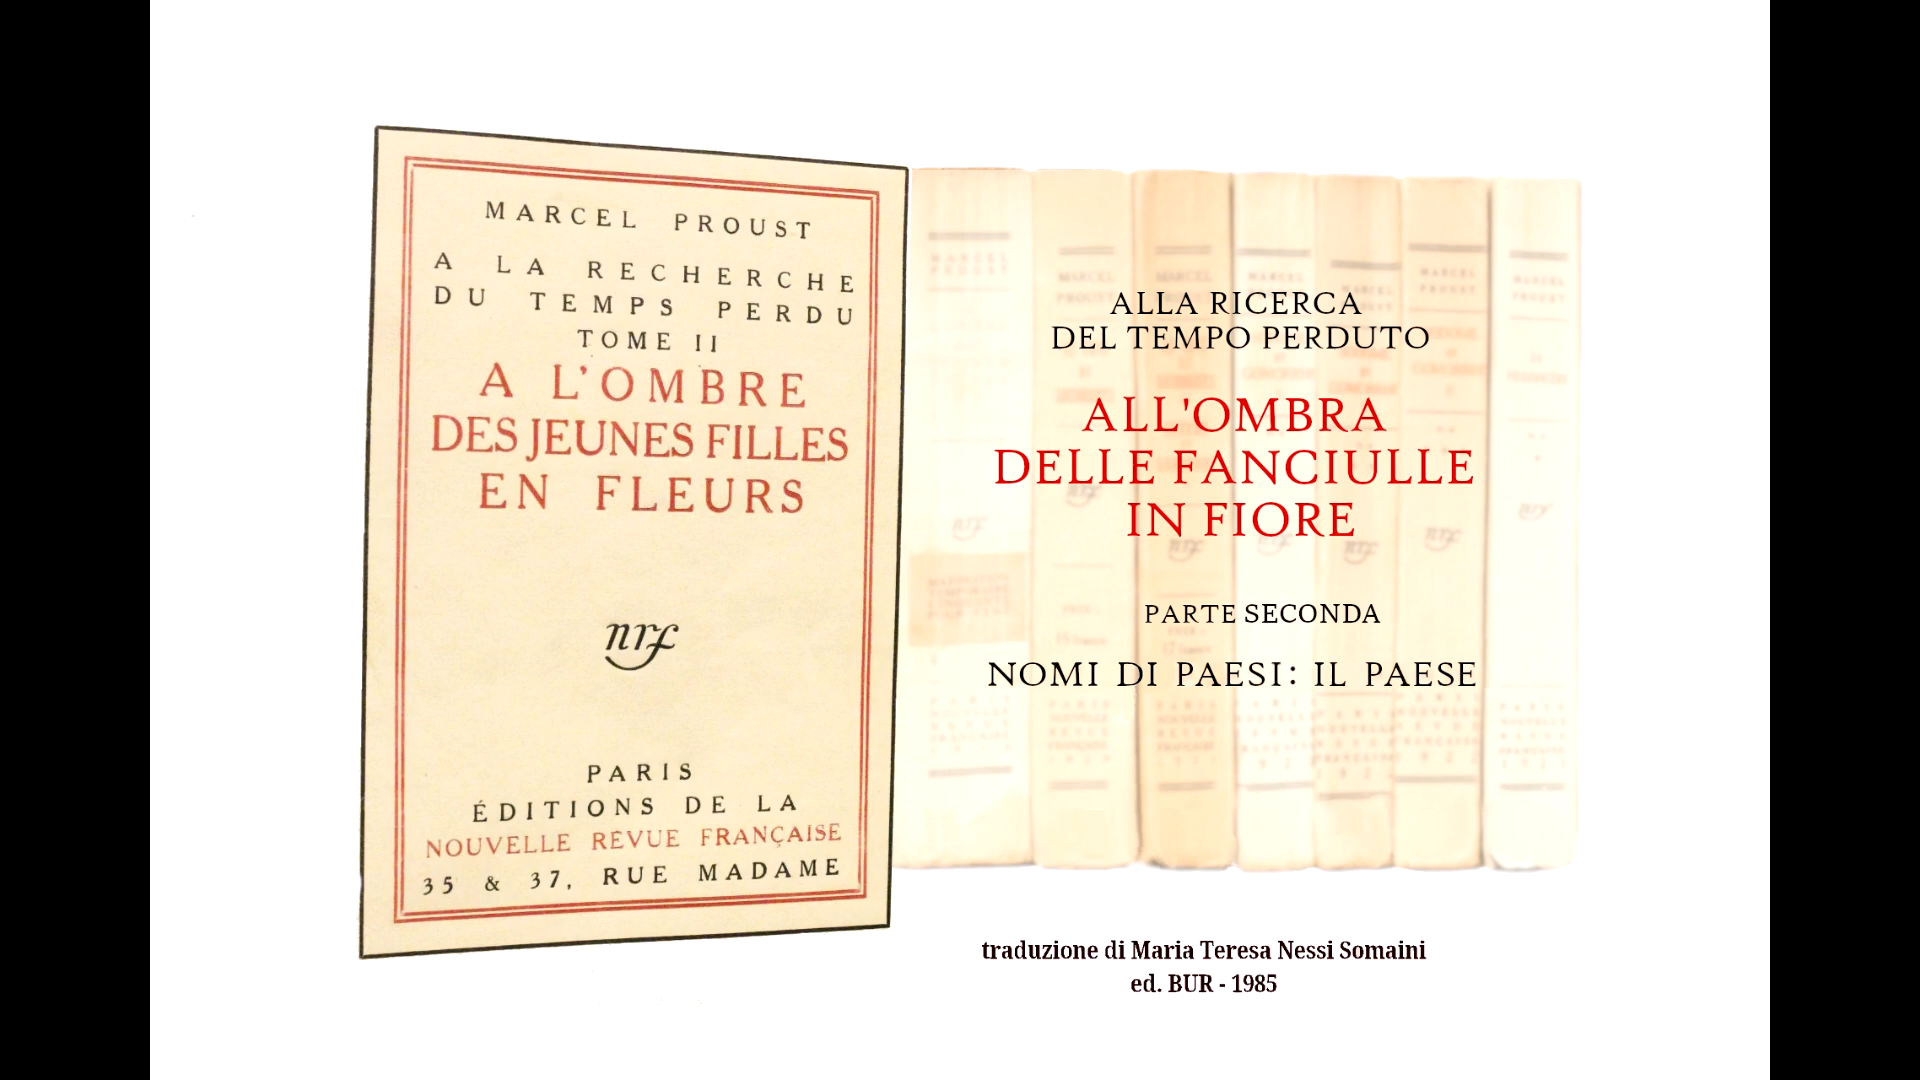 MARCEL PROUST
A LA RECHERCHE
DU TEMPS PERDU
TOME II
A L'OMBRE
DES JEUNES FILLES
EN FLEURS
nrf
PARIS
ÉDITIONS DE LA
NOUVELLE REVUE FRANÇAISE
35 & 37, RUE MADAME
ALLA RICERCA
DEL TEMPO PERDUTO
ALL'OMBRA
DELLE FANCIULLE
IN FIORE
PARTE SECONDA
NOMI DI PAESI: IL PAESE
traduzione di Maria Teresa Nessi Somaini
ed. BUR - 1985